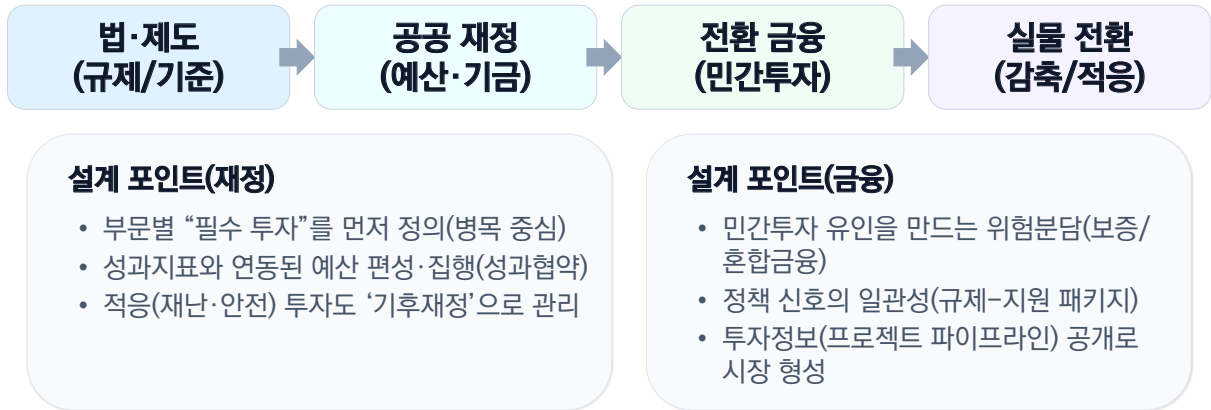 법·제도
(규제/기준)
공공 재정
(예산·기금)
전환 금융
(민간투자)
실물 전환
(감축/적응)
설계 포인트(재정)
• 부문별 “필수 투자”를 먼저 정의(병목 중심)
• 성과지표와 연동된 예산 편성·집행(성과협약)
• 적응(재난·안전) 투자도 ‘기후재정’으로 관리
설계 포인트(금융)
• 민간투자 유인을 만드는 위험분담(보증/
혼합금융)
• 정책 신호의 일관성(규제–지원 패키지)
• 투자정보(프로젝트 파이프라인) 공개로
시장 형성